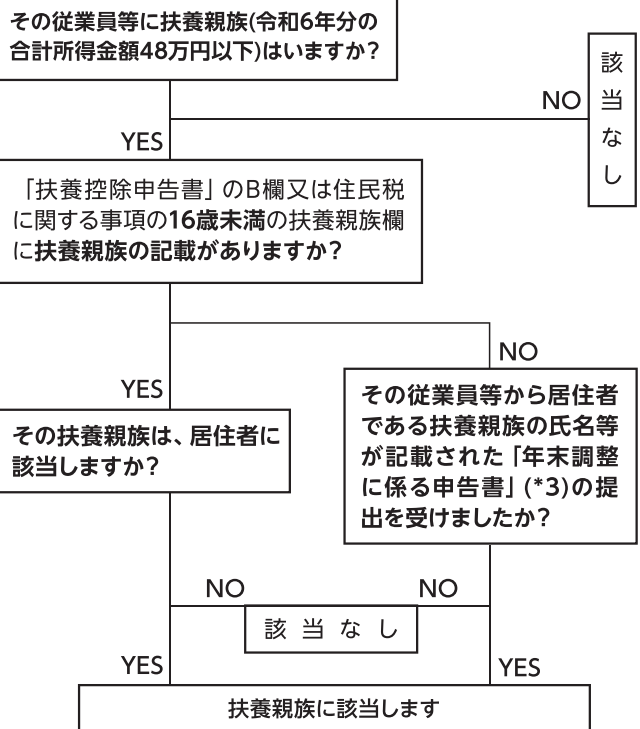 その従業員等に扶養親族(令和6年分の
合計所得金額48万円以下)はいますか?
NO
該当なし
YES
「扶養控除申告書」のB欄又は住民税
に関する事項の16歳未満の扶養親族欄
に扶養親族の記載がありますか?
NO
YES
その従業員等から居住者
である扶養親族の氏名等
が記載された「年末調整
に係る申告書」(*3)の提
出を受けましたか?
その扶養親族は、居住者に
該当しますか?
NO
NO
該当なし
YES
YES
扶養親族に該当します